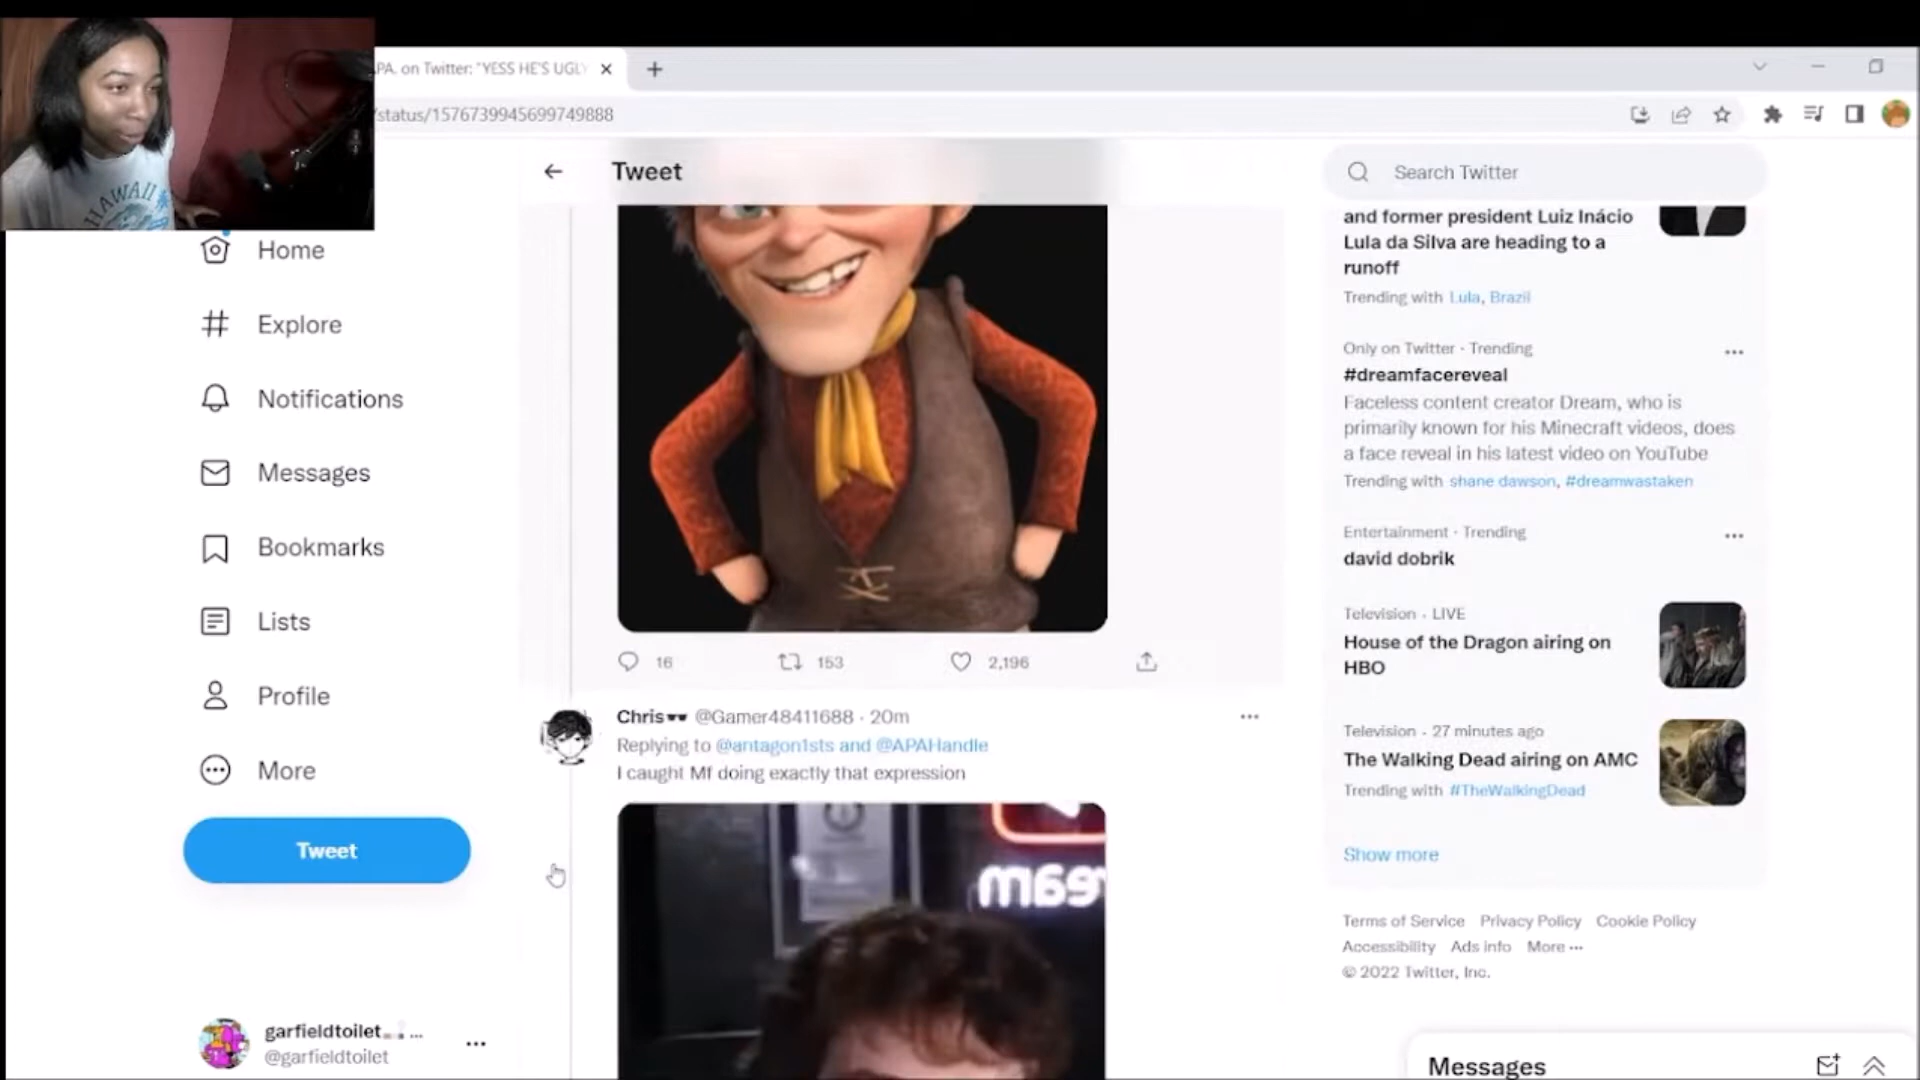 PA. on Twitter: "YESS HE'S UGLY
/status/1576739945699749888
HAWAII
Tweet
Search Twitter
Home
Explore
Notifications
Messages
Bookmarks
Lists
Profile
More
Tweet
garfieldtoilet ...
@garfieldtoilet
16 153 2,196
Chris @Gamer48411688 · 20m
Replying to @antagon1sts and @APAHandle
I caught Mf doing exactly that expression
ream
and former president Luiz Inácio
Lula da Silva are heading to a
runoff
Trending with Lula, Brazil
Only on Twitter · Trending
#dreamfacereveal
Faceless content creator Dream, who is
primarily known for his Minecraft videos, does
a face reveal in his latest video on YouTube
Trending with shane dawson, #dreamwastaken
Entertainment · Trending
david dobrik
Television · LIVE
House of the Dragon airing on
HBO
Television · 27 minutes ago
The Walking Dead airing on AMC
Trending with #TheWalkingDead
Show more
Terms of Service Privacy Policy Cookie Policy
Accessibility Ads info More ···
© 2022 Twitter, Inc.
Messages